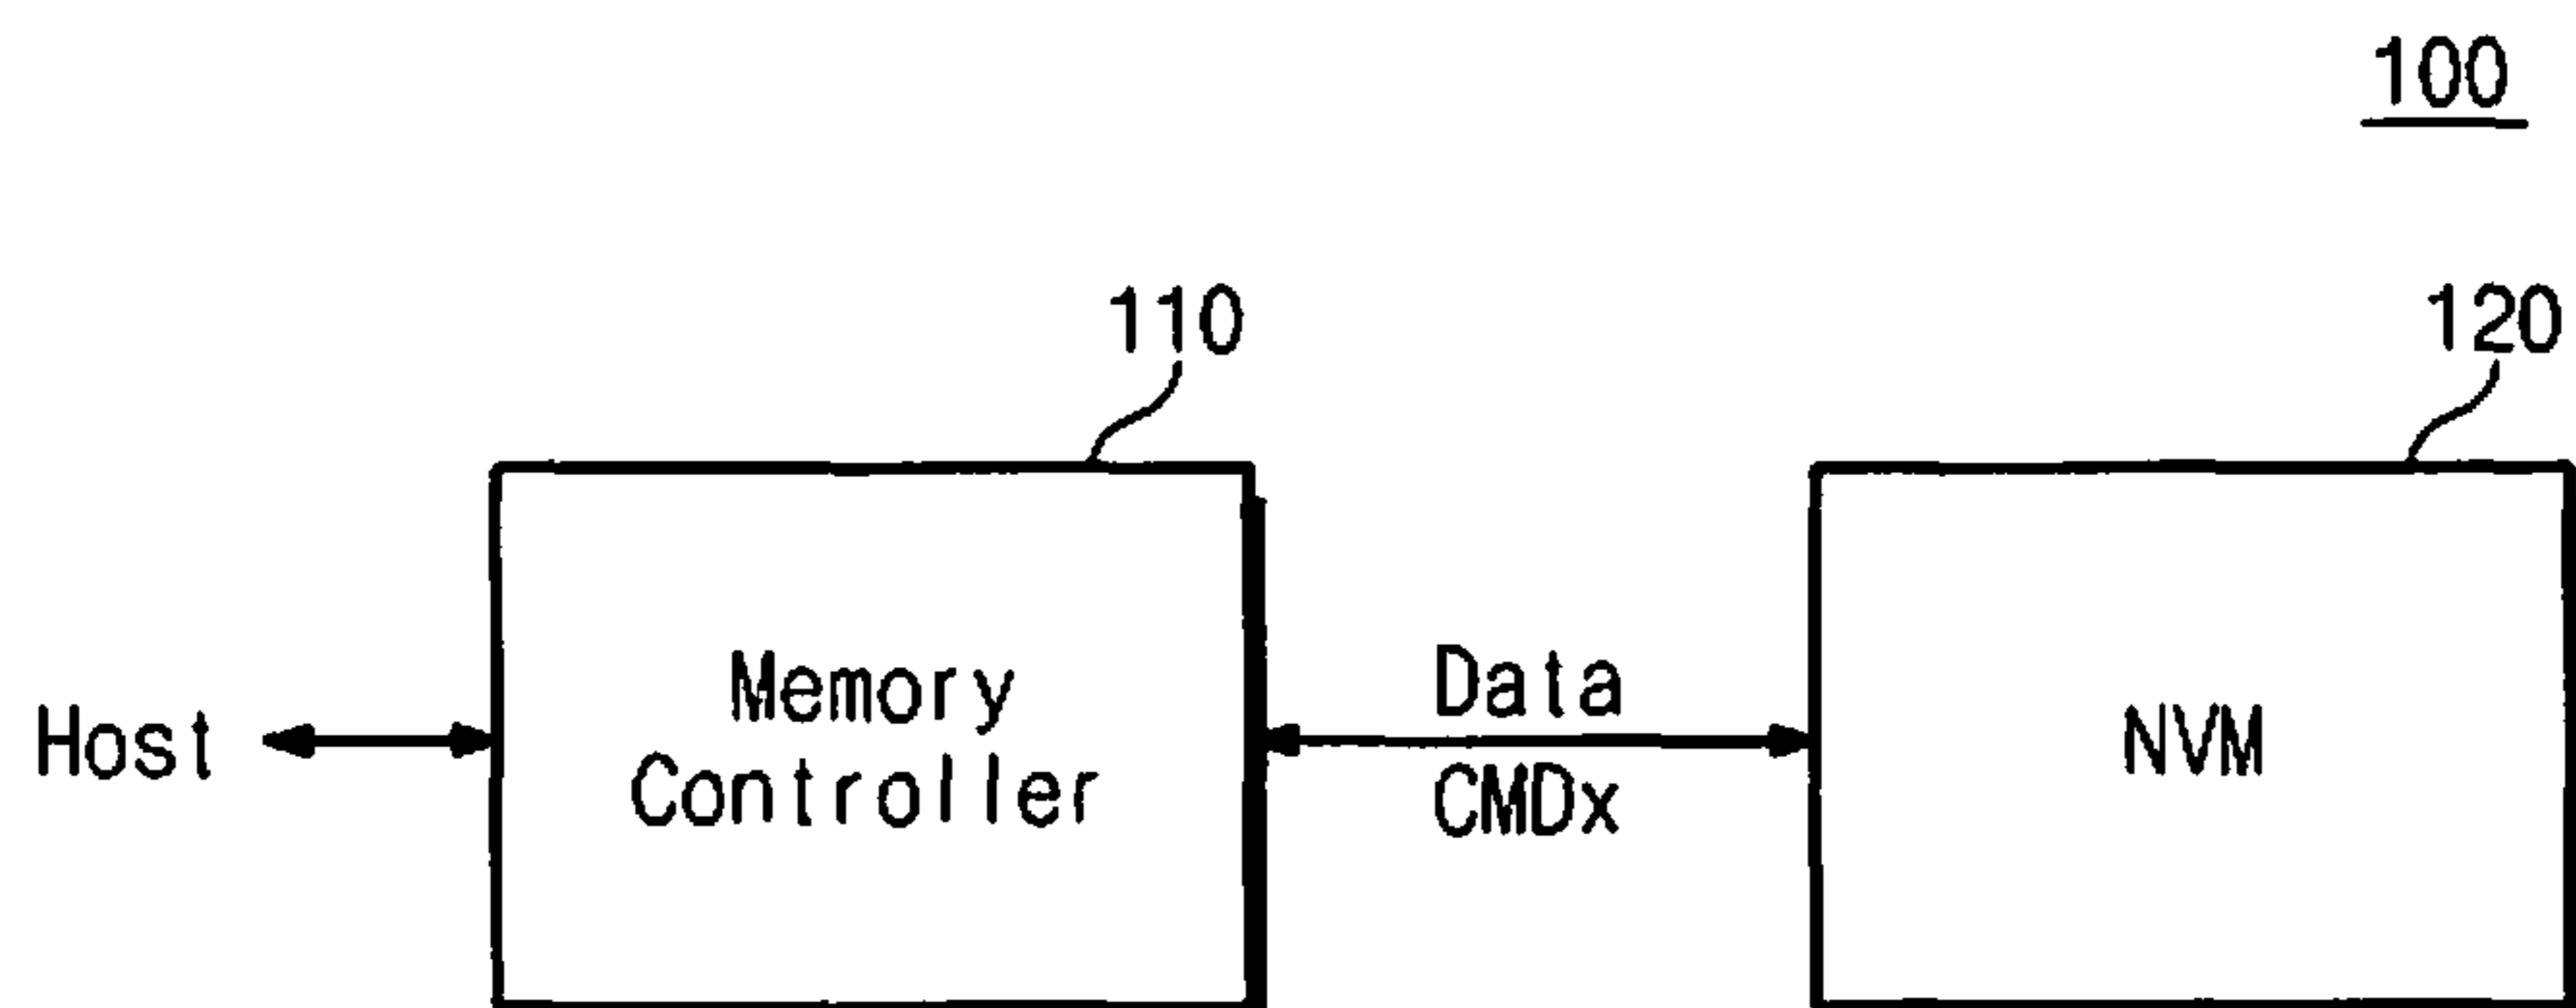 100
110
120
Host
Memory
Controller
Data
CMDx
NVM